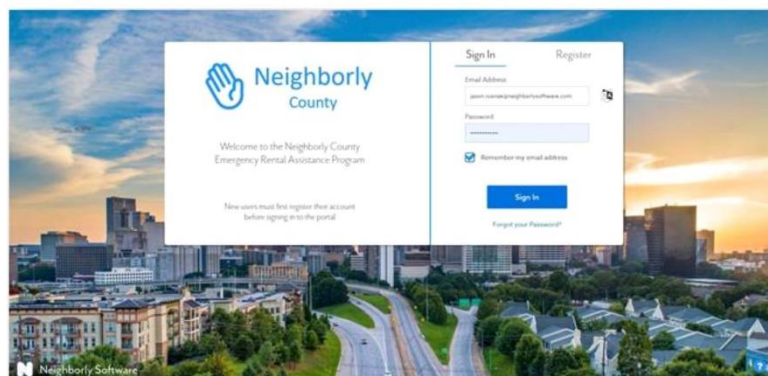 Neighborly
County
Welcome to the Neighborly County
Emergency Rental Assistance Program
New users must first register their account
before signing in to the portal
Sign In
Register
Email Address
Password
Remember my email address
Sign In
Forgot your Password?
Neighborly Software